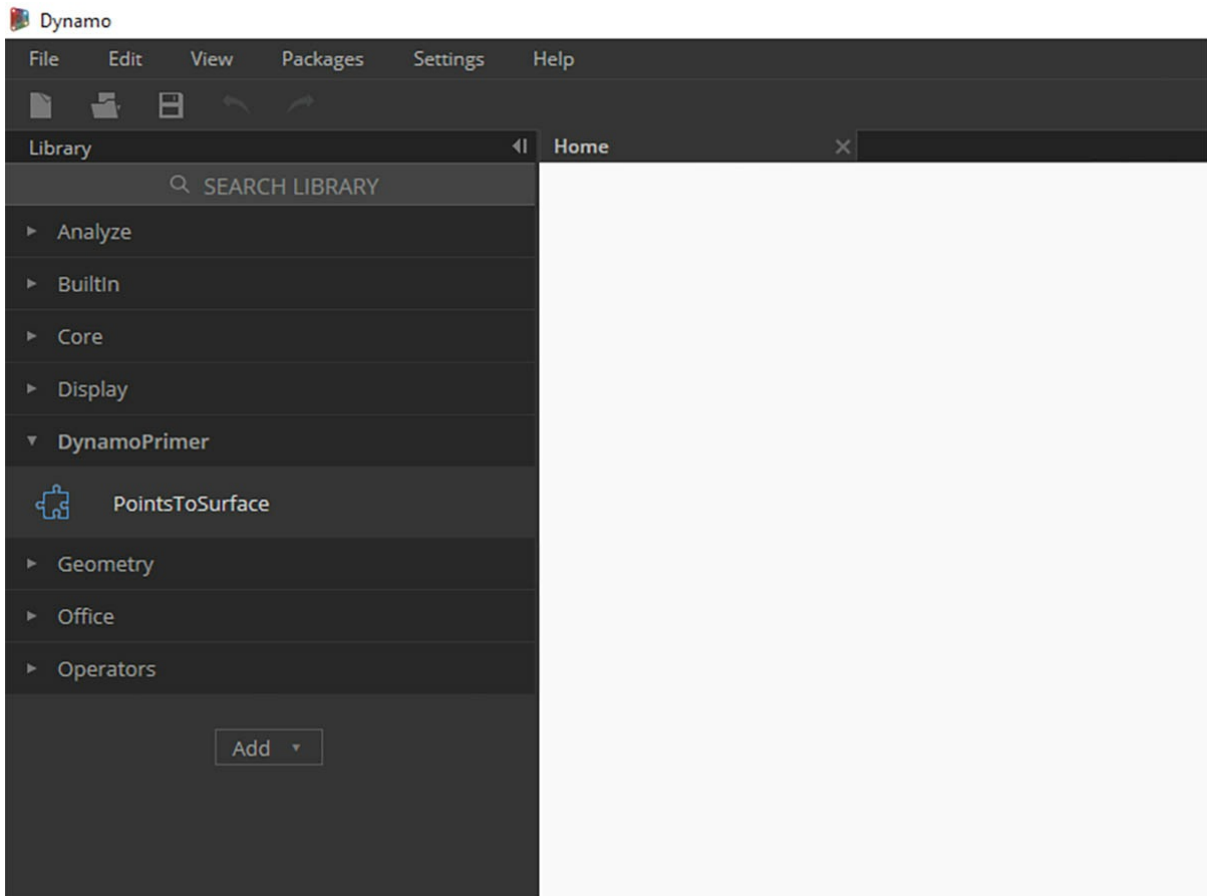 Dynamo
File Edit View Packages Settings Help
Library Home
SEARCH LIBRARY
Analyze
BuiltIn
Core
Display
DynamoPrimer
PointsToSurface
Geometry
Office
Operators
Add